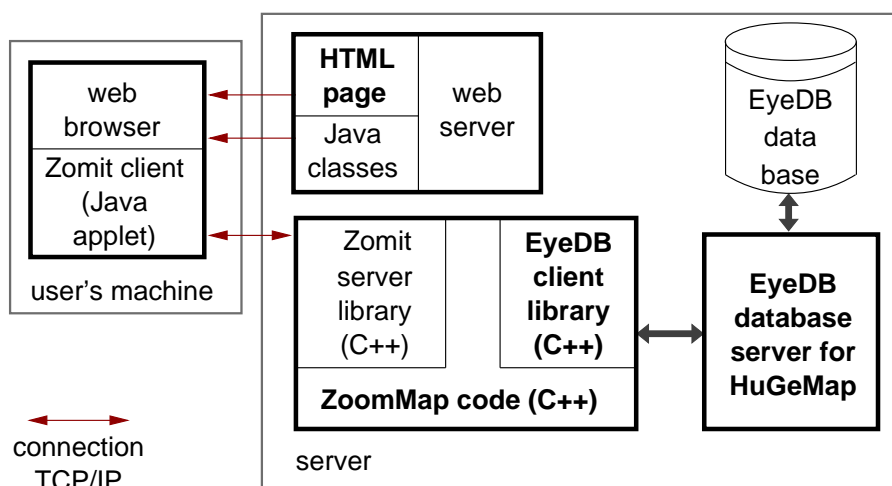 web
browser
Zomit client
(Java
applet)
user's machine
HTML
page
Java
classes
web
server
EyeDB
data
base
Zomit
server
library
(C++)
EyeDB
client
library
(C++)
ZoomMap code (C++)
EyeDB
database
server for
HuGeMap
connection
TCP/IP
server